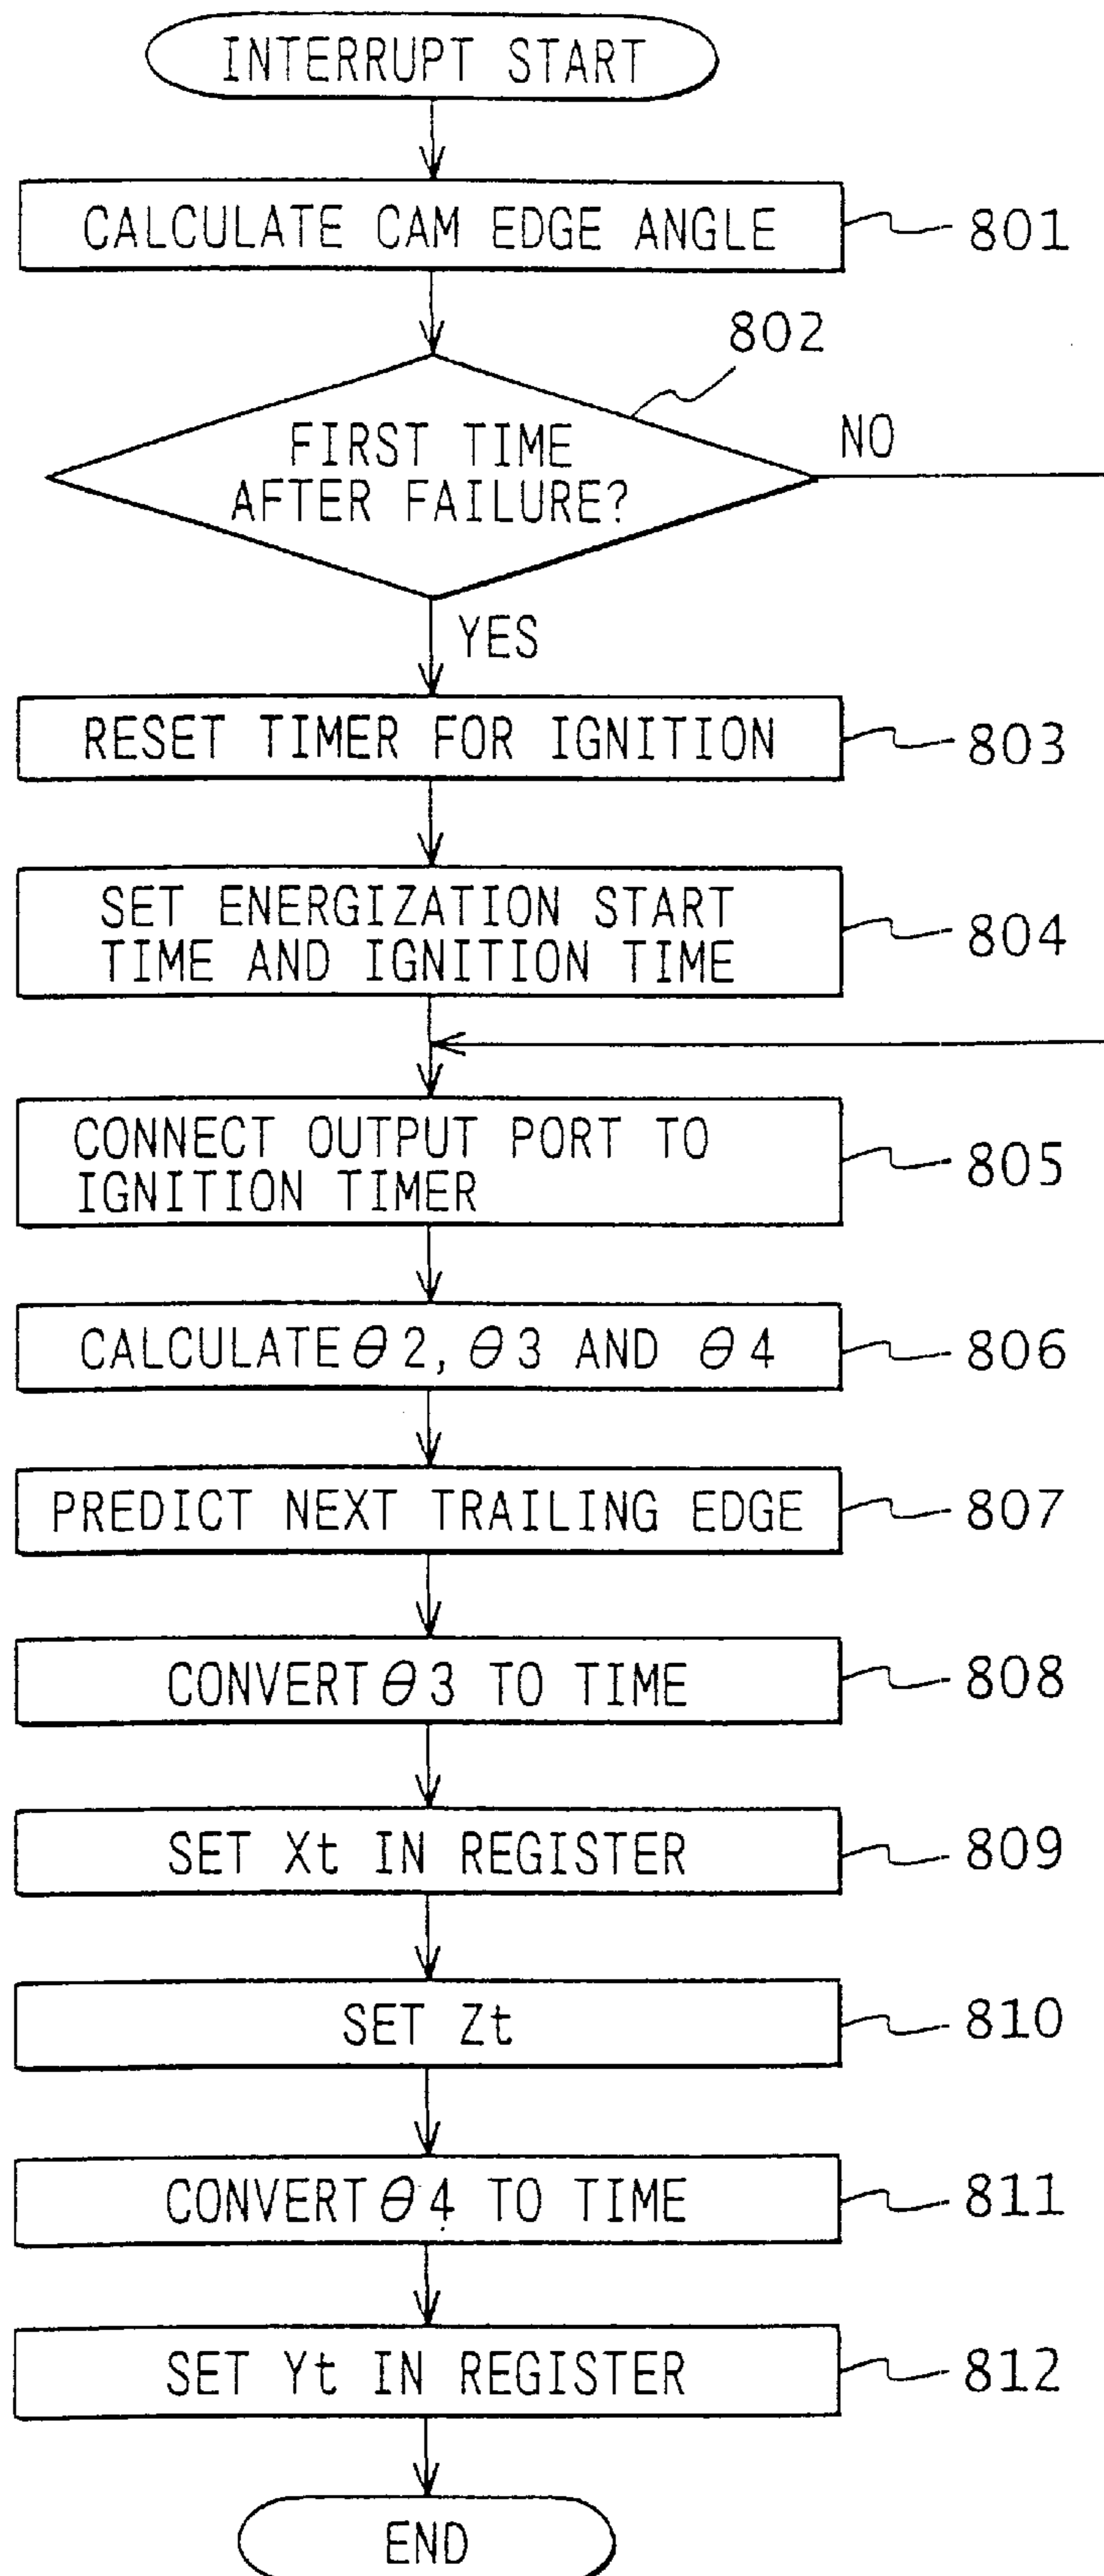 INTERRUPT START
CALCULATE CAM EDGE ANGLE
801
802
FIRST TIME
AFTER FAILURE?
NO
YES
RESET TIMER FOR IGNITION
803
SET ENERGIZATION START
TIME AND IGNITION TIME
804
CONNECT OUTPUT PORT TO
IGNITION TIMER
805
CALCULATE θ2, θ3 AND θ4
806
PREDICT NEXT TRAILING EDGE
807
CONVERT θ3 TO TIME
808
SET Xt IN REGISTER
809
SET Zt
810
CONVERT θ4 TO TIME
811
SET Yt IN REGISTER
812
END